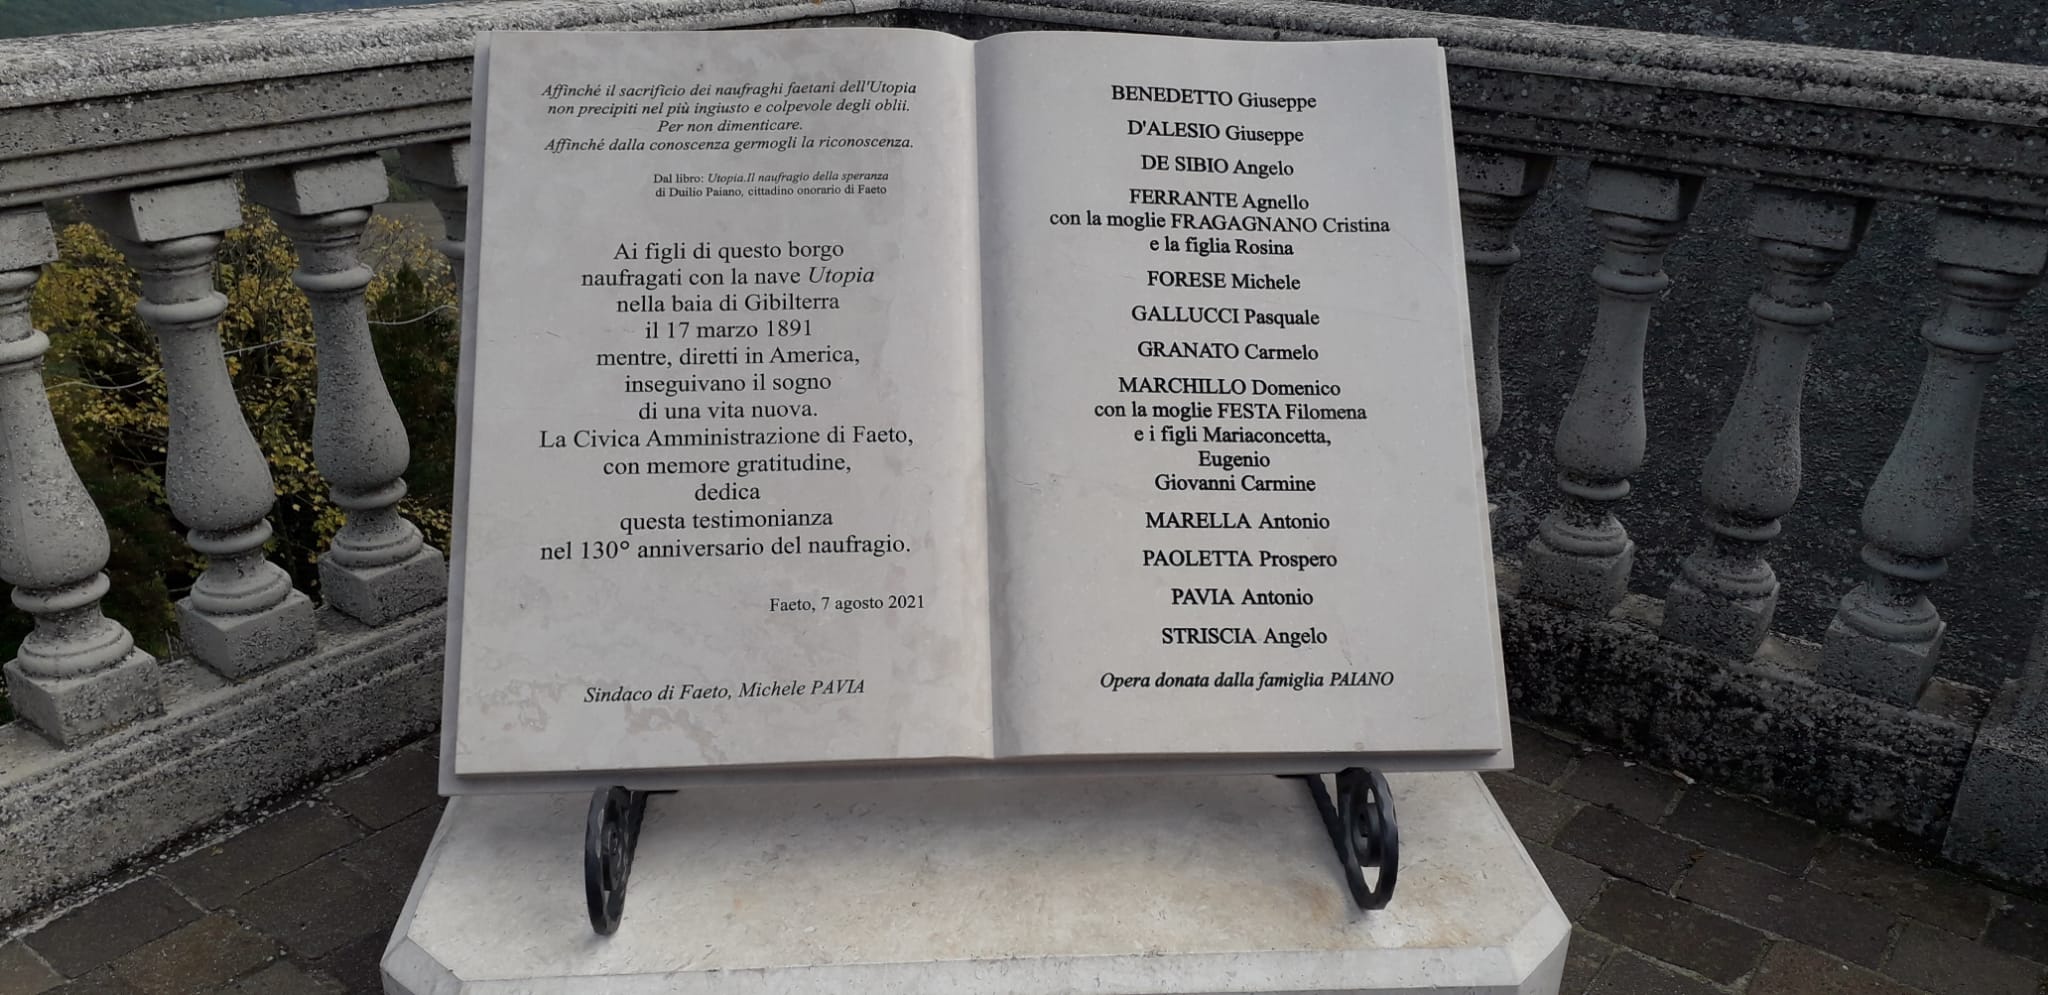 Affinché il sacrificio dei naufraghi faetani dell'Utopia
non precipiti nel più ingiusto e colpevole degli oblii.
Per non dimenticare.
Affinché dalla conoscenza germogli la riconoscenza.
Dal libro: Utopia.Il naufragio della speranza
di Duilio Paiano, cittadino onorario di Faeto
Ai figli di questo borgo
naufragati con la nave Utopia
nella baia di Gibilterra
il 17 marzo 1891
mentre, diretti in America,
inseguivano il sogno
di una vita nuova.
La Civica Amministrazione di Faeto,
con memore gratitudine,
dedica
questa testimonianza
nel 130° anniversario del naufragio.
Faeto, 7 agosto 2021
Sindaco di Faeto, Michele PAVIA
BENEDETTO Giuseppe
D'ALESIO Giuseppe
DE SIBIO Angelo
FERRANTE Agnello
con la moglie FRAGAGNANO Cristina
e la figlia Rosina
FORESE Michele
GALLUCCI Pasquale
GRANATO Carmelo
MARCHILLO Domenico
con la moglie FESTA Filomena
e i figli Mariaconcetta,
Eugenio
Giovanni Carmine
MARELLA Antonio
PAOLETTA Prospero
PAVIA Antonio
STRISCIA Angelo
Opera donata dalla famiglia PAIANO